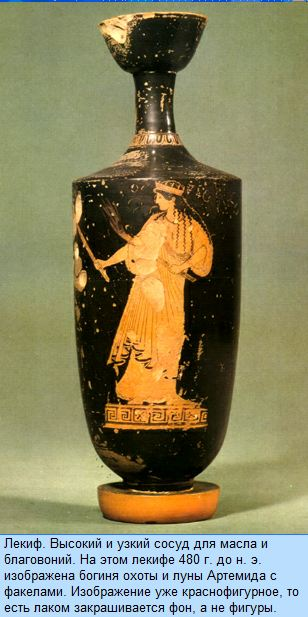 Лекиф. Высокий и узкий сосуд для масла и
благовоний. На этом лекифе 480 г. до н. э.
изображена богиня охоты и луны Артемида с
факелами. Изображение уже краснофигурное, то
есть лаком закрашивается фон, а не фигуры.